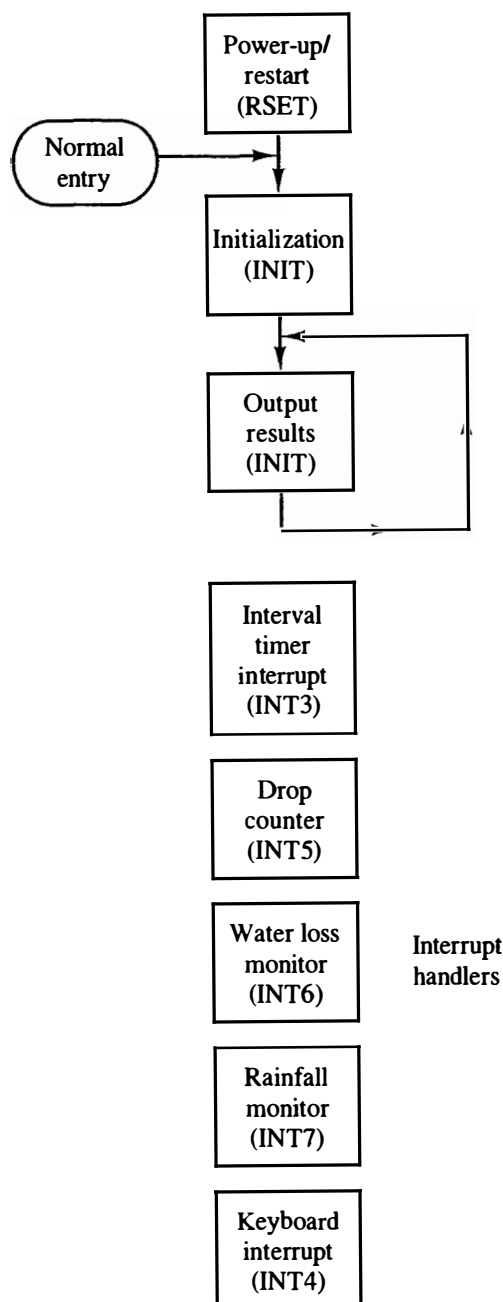 Power-up/
restart
(RSET)
Normal
entry
Initialization
(INIT)
Output
results
(INIT)
Interval
timer
interrupt
(INT3)
Drop
counter
(INT5)
Water loss
monitor
(INT6)
Interrupt
handlers
Rainfall
monitor
(INT7)
Keyboard
interrupt
(INT4)